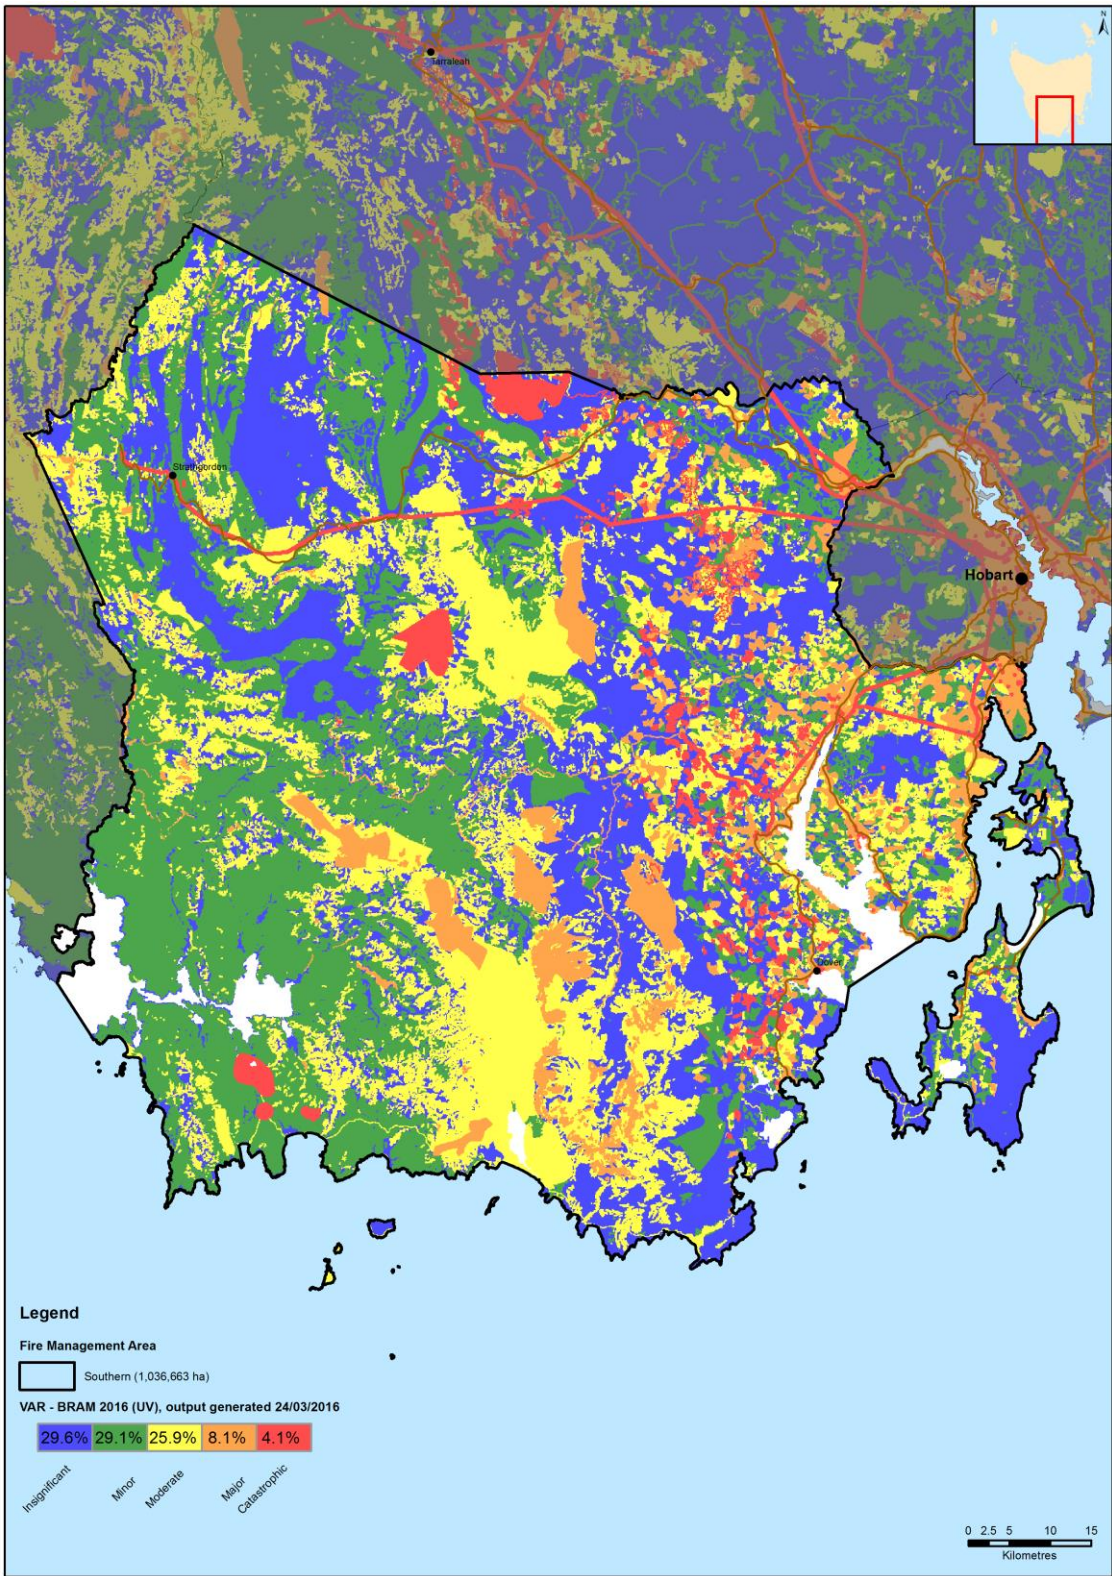 N
Tarraleah
Strathgordon
Hobart
Dover
Legend
Fire Management Area
Southern (1,036,663 ha)
VAR - BRAM 2016 (UV), output generated 24/03/2016
29.6% 29.1% 25.9% 8.1% 4.1%
Insignificant Minor Moderate Major Catastrophic
0 2.5 5 10 15
Kilometres